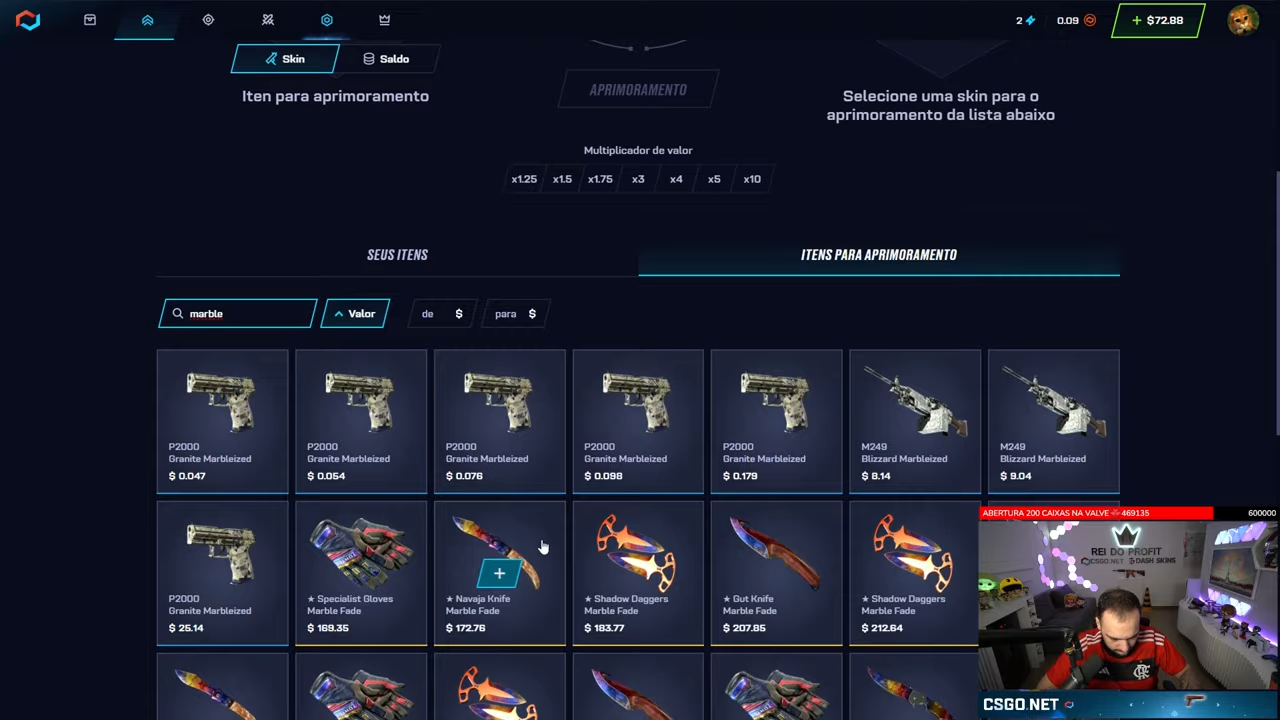 2
0.09
+ $72.88
Skin
Saldo
Iten para aprimoramento
APRIMORAMENTO
Selecione uma skin para o
aprimoramento da lista abaixo
Multiplicador de valor
x1.25 x1.5 x1.75 x3 x4 x5 x10
SEUS ITENS
ITENS PARA APRIMORAMENTO
marble
Valor
de $
para $
P2000
Granite Marbleized
$ 0.047
P2000
Granite Marbleized
$ 0.054
P2000
Granite Marbleized
$ 0.076
P2000
Granite Marbleized
$ 0.098
P2000
Granite Marbleized
$ 0.179
M249
Blizzard Marbleized
$ 8.14
M249
Blizzard Marbleized
$ 9.04
P2000
Granite Marbleized
$ 25.14
★ Specialist Gloves
Marble Fade
$ 169.35
+
★ Navaja Knife
Marble Fade
$ 172.76
★ Shadow Daggers
Marble Fade
$ 183.77
★ Gut Knife
Marble Fade
$ 207.85
★ Shadow Daggers
Marble Fade
$ 212.64
ABERTURA 200 CAIXAS NA VALVE 469135
600000
REI DO PROFIT
CSGO.NET DASH SKINS
CSGO.NET